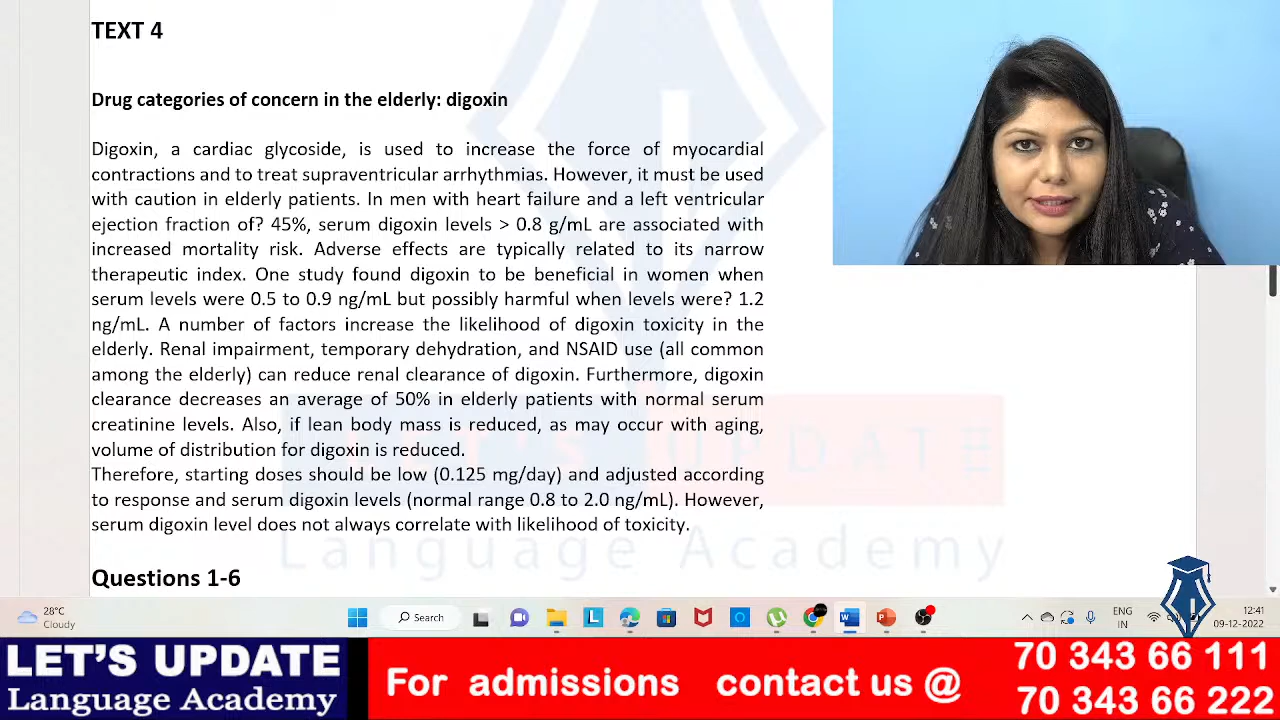 TEXT 4
Drug categories of concern in the elderly: digoxin
Digoxin, a cardiac glycoside, is used to increase the force of myocardial
contractions and to treat supraventricular arrhythmias. However, it must be used
with caution in elderly patients. In men with heart failure and a left ventricular
ejection fraction of? 45%, serum digoxin levels > 0.8 g/mL are associated with
increased mortality risk. Adverse effects are typically related to its narrow
therapeutic index. One study found digoxin to be beneficial in women when
serum levels were 0.5 to 0.9 ng/mL but possibly harmful when levels were? 1.2
ng/mL. A number of factors increase the likelihood of digoxin toxicity in the
elderly. Renal impairment, temporary dehydration, and NSAID use (all common
among the elderly) can reduce renal clearance of digoxin. Furthermore, digoxin
clearance decreases an average of 50% in elderly patients with normal serum
creatinine levels. Also, if lean body mass is reduced, as may occur with aging,
volume of distribution for digoxin is reduced.
Therefore, starting doses should be low (0.125 mg/day) and adjusted according
to response and serum digoxin levels (normal range 0.8 to 2.0 ng/mL). However,
serum digoxin level does not always correlate with likelihood of toxicity.
UPDATE
Language Academy
Questions 1-6
28°C
Cloudy
Search
ENG
IN
12:41
09-12-2022
LET'S UPDATE
Language Academy
For admissions contact us @
70 343 66 111
70 343 66 222